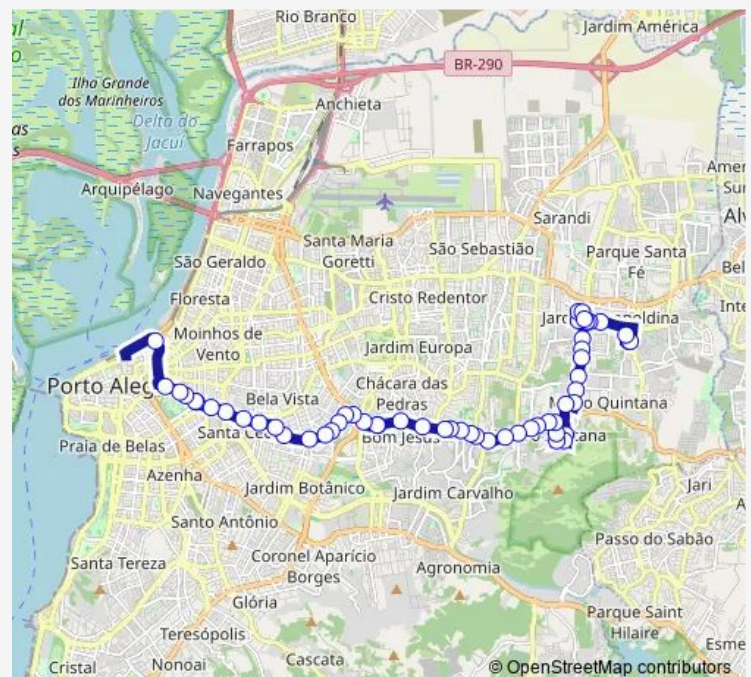 Rio Branco
Jardim América
BR-290
Ilha Grande
dos Marinheiros
Anchieta
Delta do
Jacuí
Farrapos
Arquipélago
Navegantes
Sarandi
Santa Maria
Goretti
São Sebastião
Parque Santa
Fé
São Geraldo
Floresta
Cristo Redentor
Moinhos de
Vento
Jardim Europa
Chácara das
Pedras
Bela Vista
Porto Aleg
Praia de Belas
Azenha
Jardim Botânico
Jardim Carvalho
Jari
Santo Antônio
Passo do Sabão
Santa Tereza
Coronel Aparício
Borges
Agronomia
Glória
Parque Saint
Hilaire
Teresópolis
Cascata
Cristal
Nonoai
© OpenStreetMap contributors